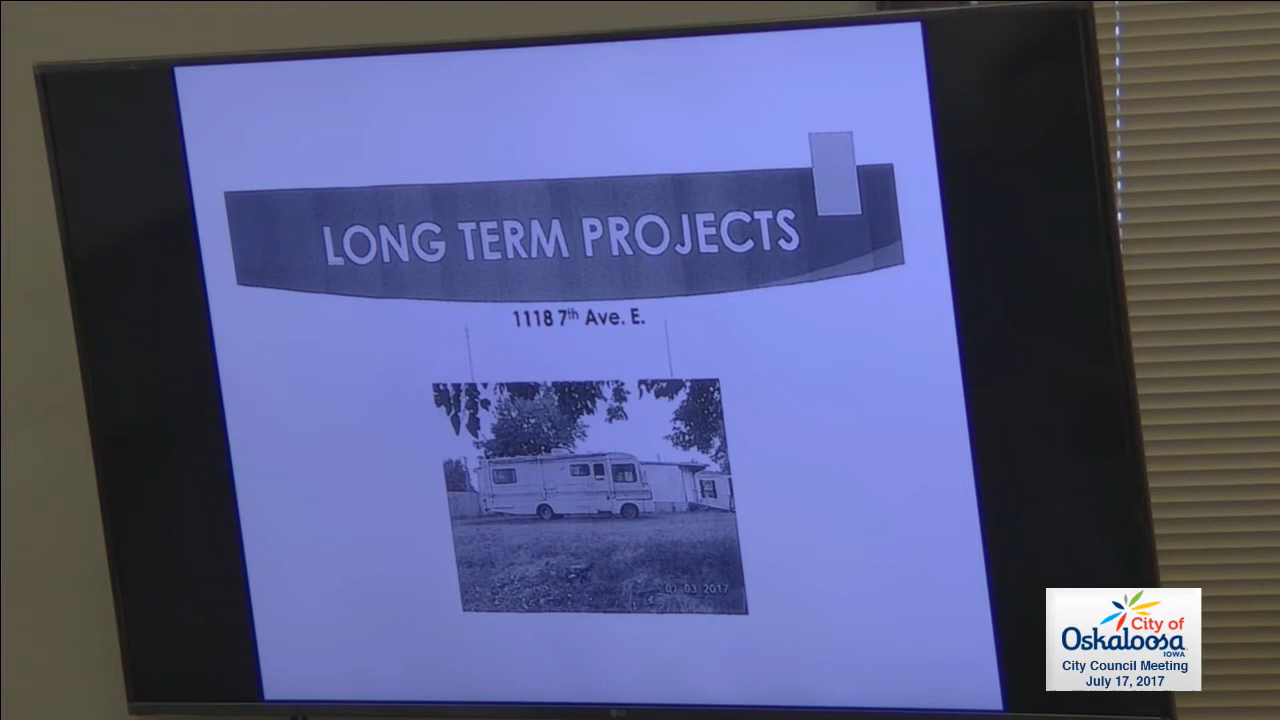 LONG TERM PROJECTS
1118 7th Ave. E.
07 03 2017
City of
Oskaloosa
IOWA
City Council Meeting
July 17, 2017
LG